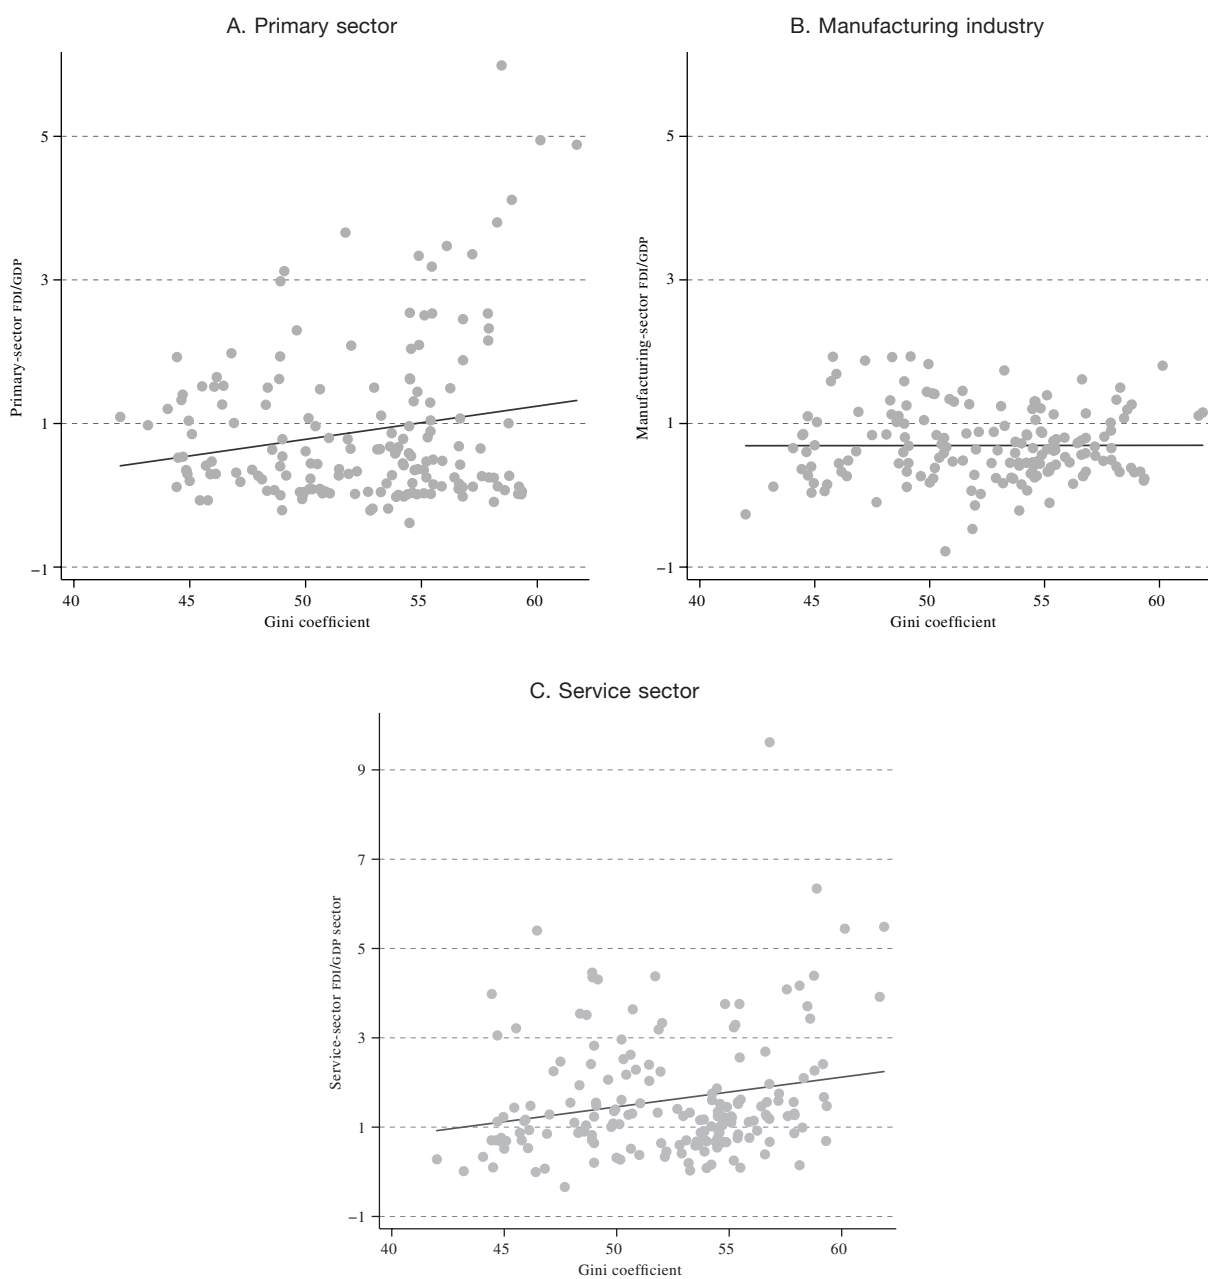 A. Primary sector
Primary-sector FDI/GDP
5
3
1
−1
40 45 50 55 60
Gini coefficient
B. Manufacturing industry
Manufacturing-sector FDI/GDP
5
3
1
−1
40 45 50 55 60
Gini coefficient
C. Service sector
Service-sector FDI/GDP sector
9
7
5
3
1
−1
40 45 50 55 60
Gini coefficient